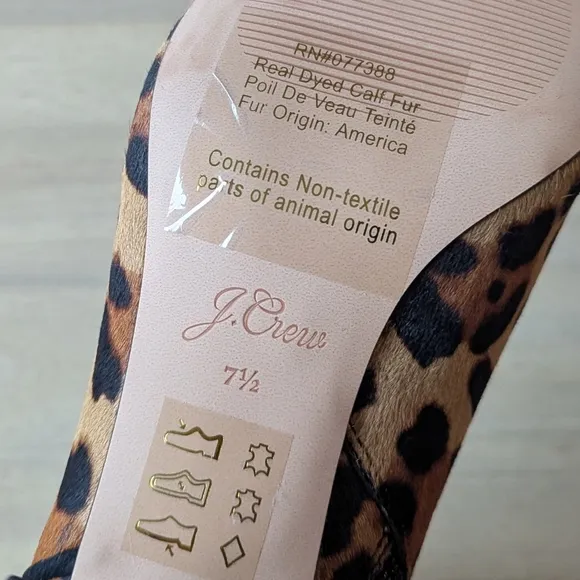 RN#077388
Real Dyed Calf Fur
Poil De Veau Teinté
Fur Origin: America
Contains Non-textile
parts of animal origin
J.Crew
7½